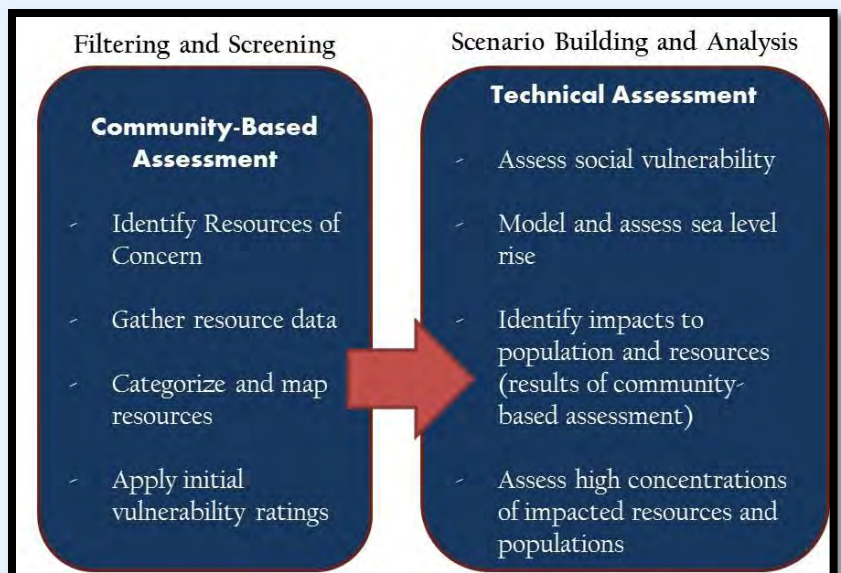 Filtering and Screening
Community-Based
Assessment
- Identify Resources of
Concern
- Gather resource data
- Categorize and map
resources
- Apply initial
vulnerability ratings
Scenario Building and Analysis
Technical Assessment
- Assess social vulnerability
- Model and assess sea level
rise
- Identify impacts to
population and resources
(results of community-
based assessment)
- Assess high concentrations
of impacted resources and
populations